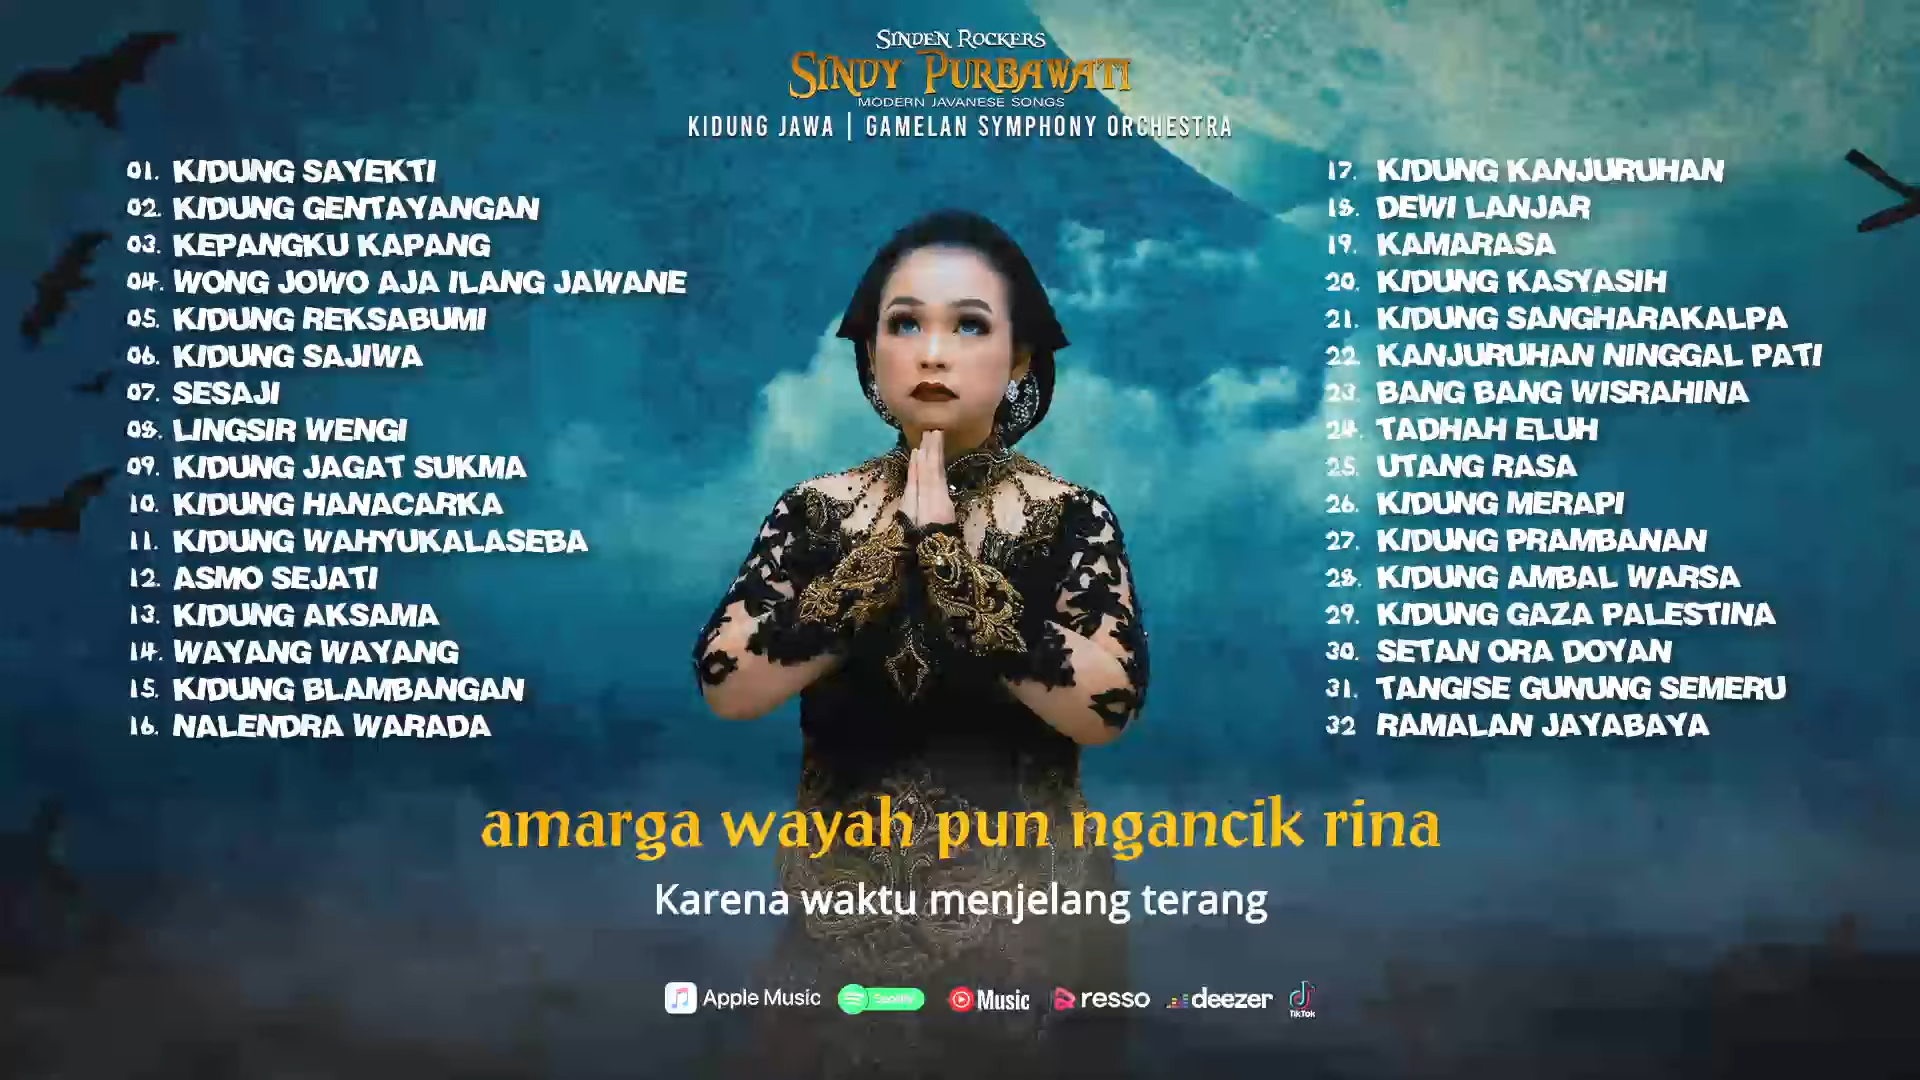 SINDEN ROCKERS
SINDY PURBAWATI
MODERN JAVANESE SONGS
KIDUNG JAWA | GAMELAN SYMPHONY ORCHESTRA
01. KIDUNG SAYEKTI
02. KIDUNG GENTAYANGAN
03. KEPANGKU KAPANG
04. WONG JOWO AJA ILANG JAWANE
05. KIDUNG REKSABUMI
06. KIDUNG SAJIWA
07. SESAJI
08. LINGSIR WENGI
09. KIDUNG JAGAT SUKMA
10. KIDUNG HANACARKA
11. KIDUNG WAHYUKALASEBA
12. ASMO SEJATI
13. KIDUNG AKSAMA
14. WAYANG WAYANG
15. KIDUNG BLAMBANGAN
16. NALENDRA WARADA
17. KIDUNG KANJURUHAN
18. DEWI LANJAR
19. KAMARASA
20. KIDUNG KASYASIH
21. KIDUNG SANGHARAKALPA
22. KANJURUHAN NINGGAL PATI
23. BANG BANG WISRAHINA
24. TADHAH ELUH
25. UTANG RASA
26. KIDUNG MERAPI
27. KIDUNG PRAMBANAN
28. KIDUNG AMBAL WARSA
29. KIDUNG GAZA PALESTINA
30. SETAN ORA DOYAN
31. TANGISE GUNUNG SEMERU
32 RAMALAN JAYABAYA
amarga wayah pun ngancik rina
Karena waktu menjelang terang
Apple Music Spotify Music resso deezer TikTok